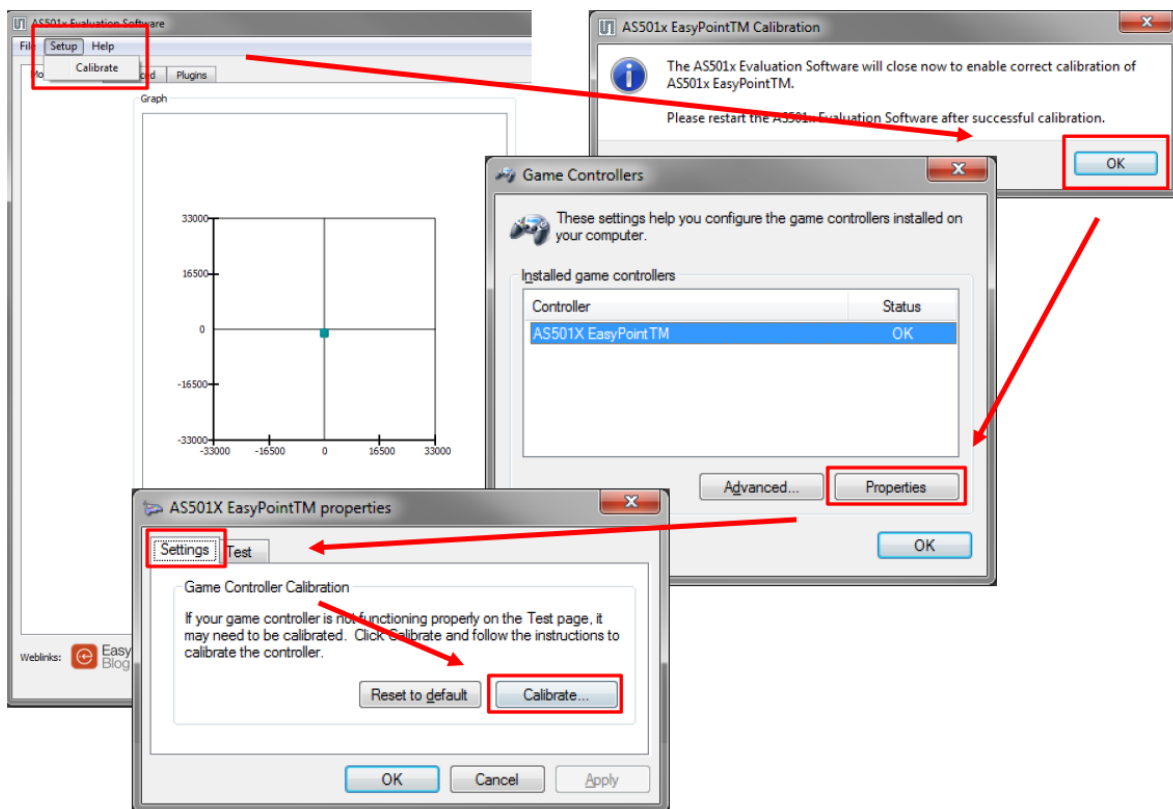 AS501x Evaluation Software
File Setup Help
Calibrate
Plugins
Graph
33000
16500
0
-16500
-33000
-33000 -16500 0 16500 33000
Weblinks: Easy
Blog
AS501x EasyPointTM Calibration
The AS501x Evaluation Software will close now to enable correct calibration of
AS501x EasyPointTM.
Please restart the AS501x Evaluation Software after successful calibration.
OK
Game Controllers
These settings help you configure the game controllers installed on
your computer.
Installed game controllers
Controller Status
AS501X EasyPointTM OK
Advanced... Properties
OK
AS501X EasyPointTM properties
Settings Test
Game Controller Calibration
If your game controller is not functioning properly on the Test page, it
may need to be calibrated. Click Calibrate and follow the instructions to
calibrate the controller.
Reset to default Calibrate...
OK Cancel Apply